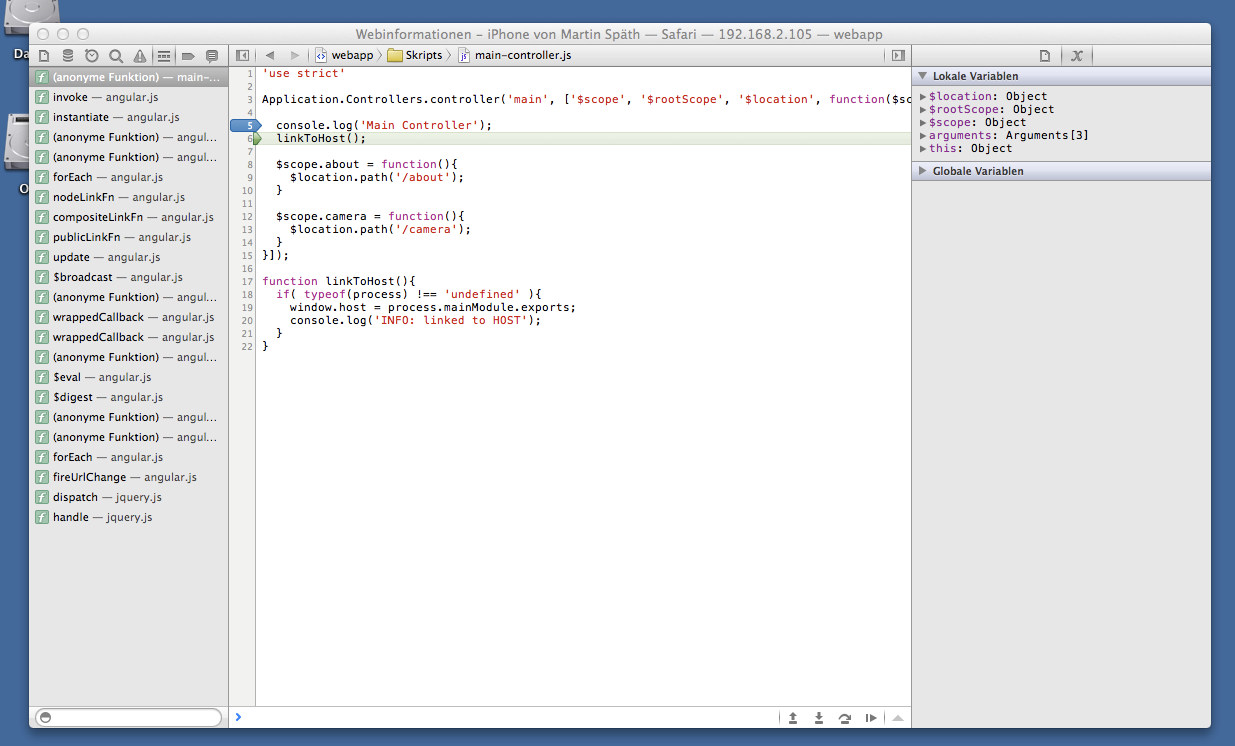 Da
O
Webinformationen – iPhone von Martin Späth — Safari — 192.168.2.105 — webapp
webapp Skripts main-controller.js
(anonyme Funktion) — main-...
invoke — angular.js
instantiate — angular.js
(anonyme Funktion) — angul...
(anonyme Funktion) — angul...
forEach — angular.js
nodeLinkFn — angular.js
compositeLinkFn — angular.js
publicLinkFn — angular.js
update — angular.js
$broadcast — angular.js
(anonyme Funktion) — angul...
wrappedCallback — angular.js
wrappedCallback — angular.js
(anonyme Funktion) — angul...
$eval — angular.js
$digest — angular.js
(anonyme Funktion) — angul...
(anonyme Funktion) — angul...
forEach — angular.js
fireUrlChange — angular.js
dispatch — jquery.js
handle — jquery.js
1 'use strict'
2
3 Application.Controllers.controller('main', ['$scope', '$rootScope', '$location', function($sc
4
5 console.log('Main Controller');
6 linkToHost();
7
8 $scope.about = function(){
9 $location.path('/about');
10 }
11
12 $scope.camera = function(){
13 $location.path('/camera');
14 }
15 }]);
16
17 function linkToHost(){
18 if( typeof(process) !== 'undefined' ){
19 window.host = process.mainModule.exports;
20 console.log('INFO: linked to HOST');
21 }
22 }
Lokale Variablen
$location: Object
$rootScope: Object
$scope: Object
arguments: Arguments[3]
this: Object
Globale Variablen